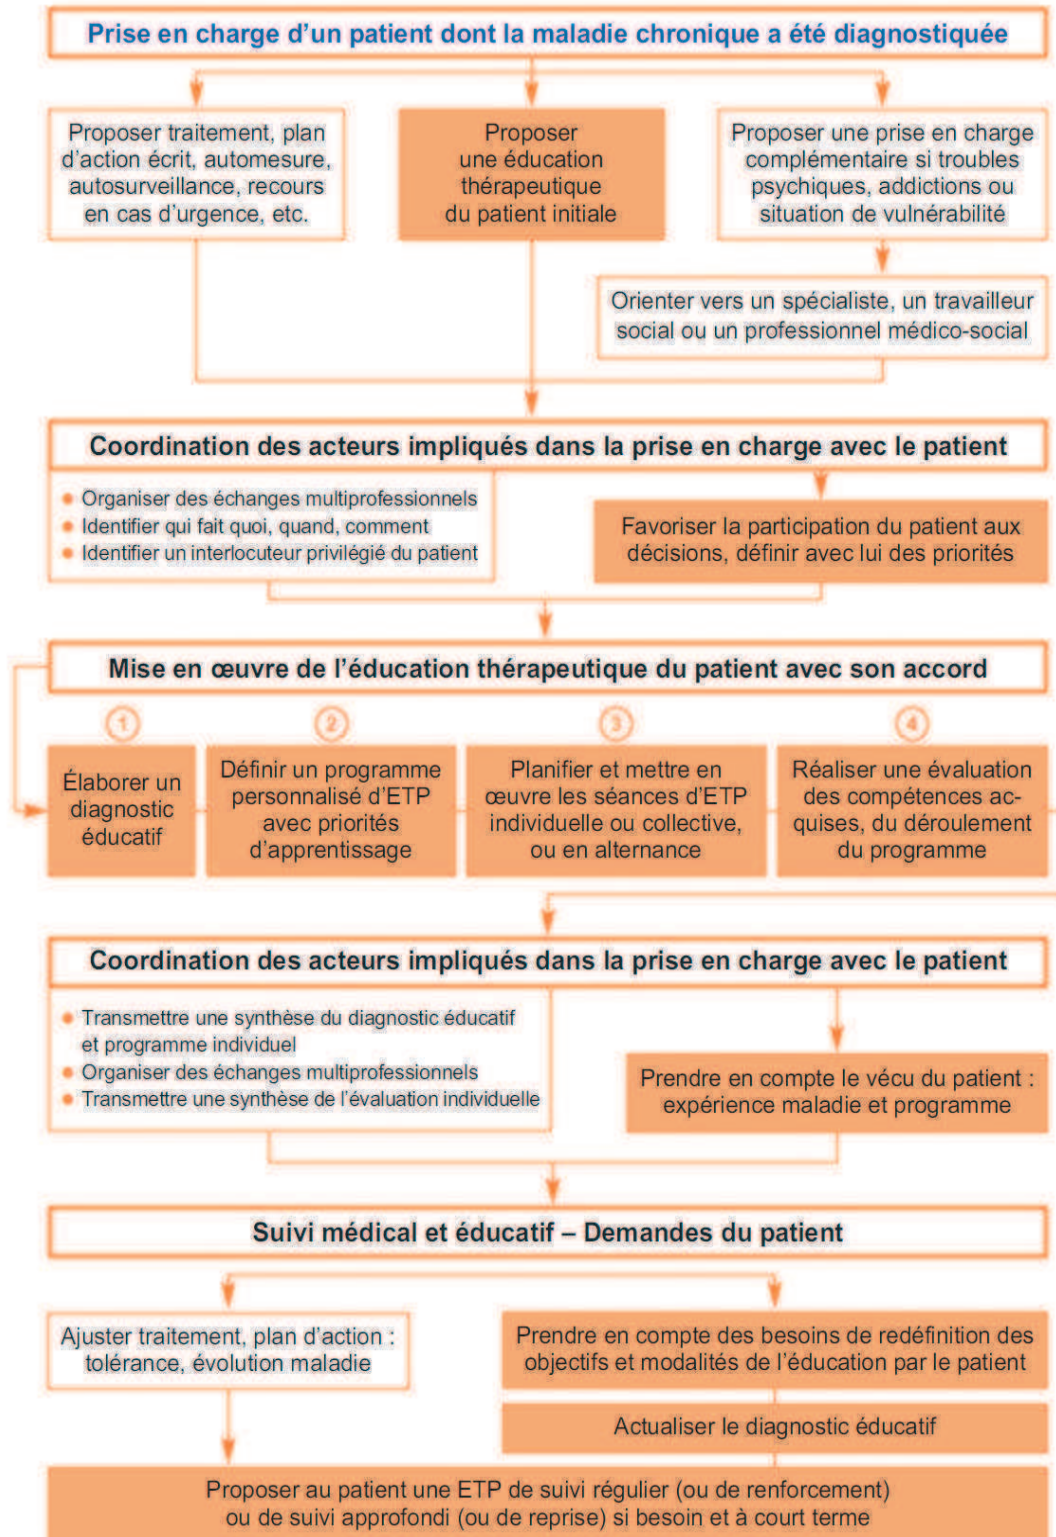 Prise en charge d’un patient dont la maladie chronique a été diagnostiquée
Proposer traitement, plan
d’action écrit, automesure,
autosurveillance, recours
en cas d’urgence, etc.
Proposer
une éducation
thérapeutique
du patient initiale
Proposer une prise en charge
complémentaire si troubles
psychiques, addictions ou
situation de vulnérabilité
Orienter vers un spécialiste, un travailleur
social ou un professionnel médico-social
Coordination des acteurs impliqués dans la prise en charge avec le patient
• Organiser des échanges multiprofessionnels
• Identifier qui fait quoi, quand, comment
• Identifier un interlocuteur privilégié du patient
Favoriser la participation du patient aux
décisions, définir avec lui des priorités
Mise en œuvre de l’éducation thérapeutique du patient avec son accord
1
Élaborer un
diagnostic
éducatif
2
Définir un programme
personnalisé d’ETP
avec priorités
d’apprentissage
3
Planifier et mettre en
œuvre les séances d’ETP
individuelle ou collective,
ou en alternance
4
Réaliser une évaluation
des compétences ac-
quises, du déroulement
du programme
Coordination des acteurs impliqués dans la prise en charge avec le patient
• Transmettre une synthèse du diagnostic éducatif
et programme individuel
• Organiser des échanges multiprofessionnels
• Transmettre une synthèse de l’évaluation individuelle
Prendre en compte le vécu du patient :
expérience maladie et programme
Suivi médical et éducatif – Demandes du patient
Ajuster traitement, plan d’action :
tolérance, évolution maladie
Prendre en compte des besoins de redéfinition des
objectifs et modalités de l’éducation par le patient
Actualiser le diagnostic éducatif
Proposer au patient une ETP de suivi régulier (ou de renforcement)
ou de suivi approfondi (ou de reprise) si besoin et à court terme